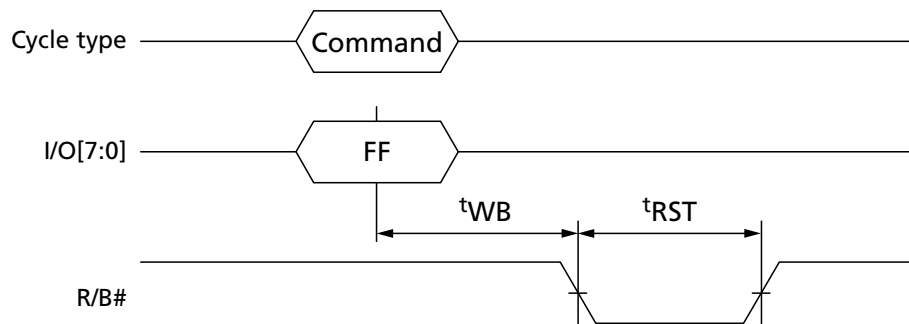 Cycle type
Command
I/O[7:0]
FF
tWB
tRST
R/B#